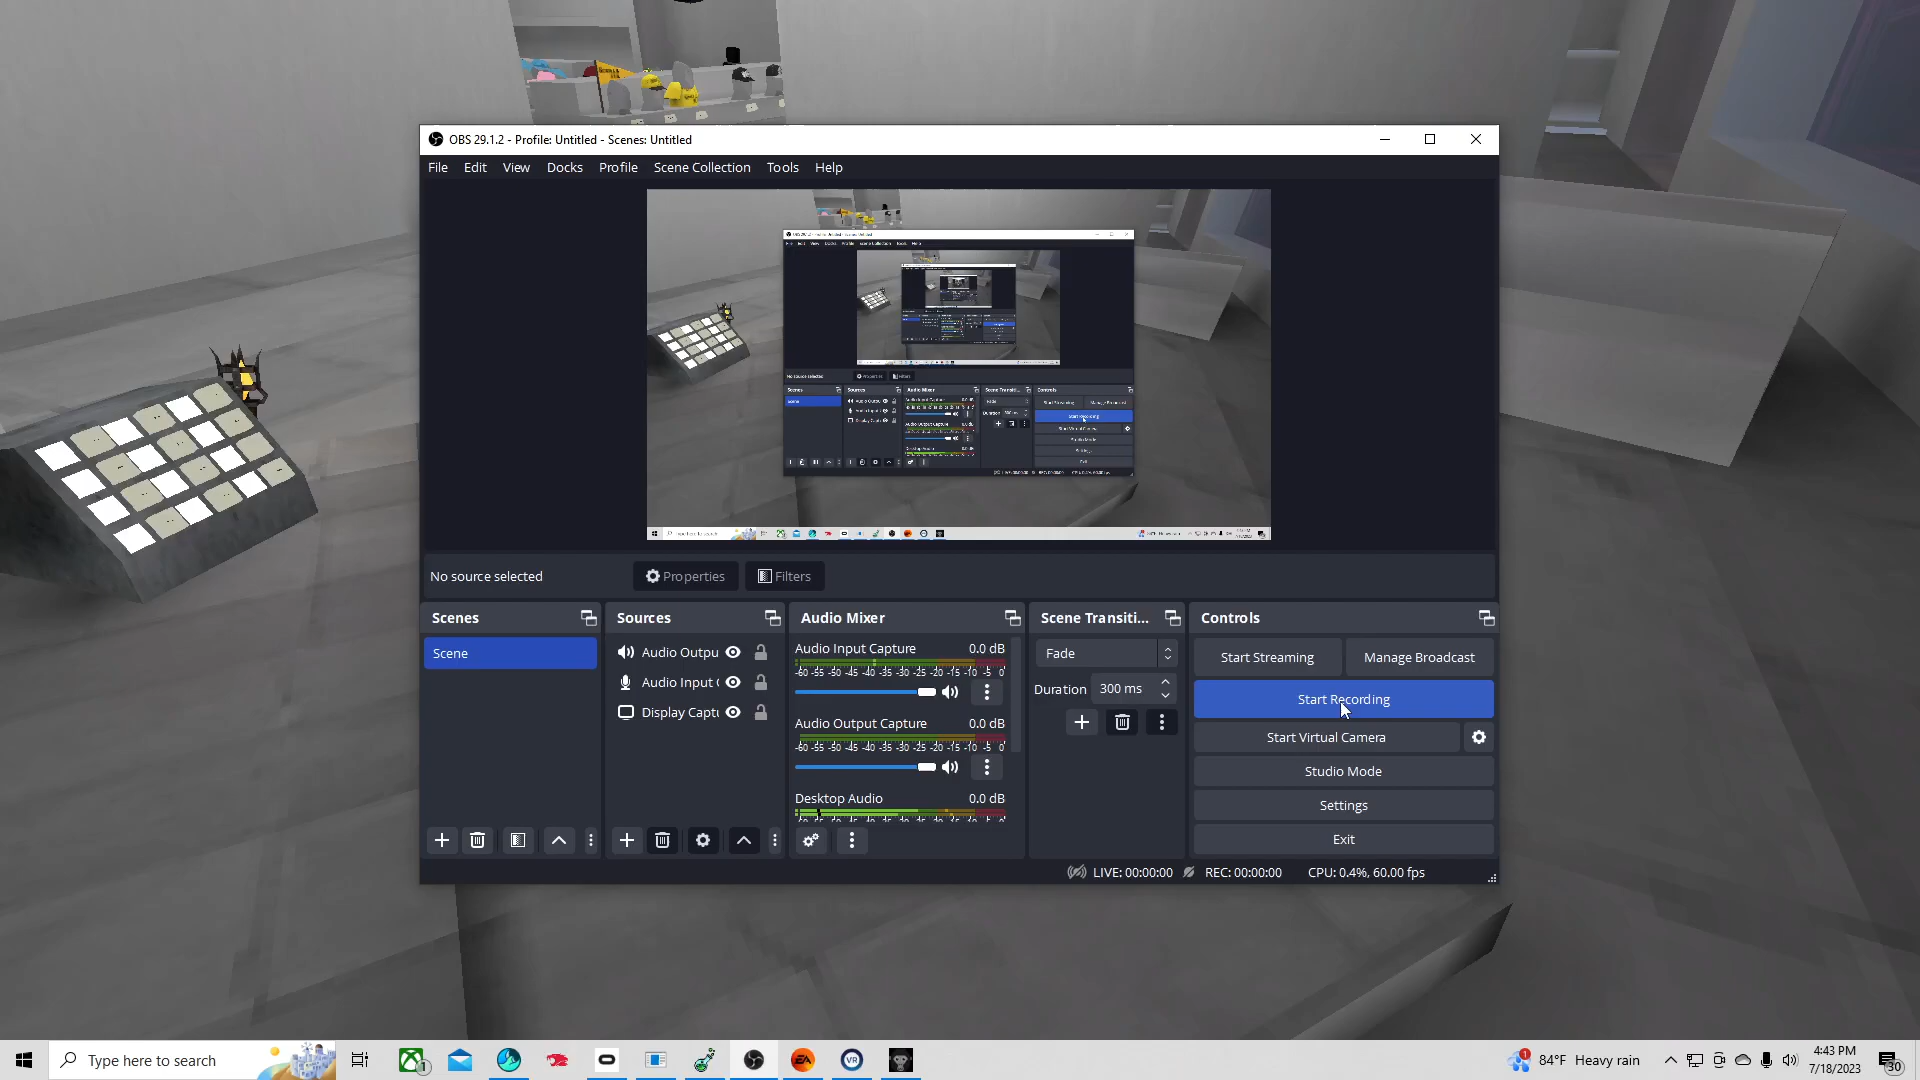 OBS 29.1.2 - Profile: Untitled - Scenes: Untitled
File Edit View Docks Profile Scene Collection Tools Help
No source selected Properties Filters
Scenes
Scene
Sources
Audio Outpu
Audio Input (
Display Captu
Audio Mixer
Audio Input Capture 0.0 dB
-60 -55 -50 -45 -40 -35 -30 -25 -20 -15 -10 -5 0
Audio Output Capture 0.0 dB
-60 -55 -50 -45 -40 -35 -30 -25 -20 -15 -10 -5 0
Desktop Audio 0.0 dB
Scene Transiti...
Fade
Duration 300 ms
Controls
Start Streaming Manage Broadcast
Start Recording
Start Virtual Camera
Studio Mode
Settings
Exit
LIVE: 00:00:00 REC: 00:00:00 CPU: 0.4%, 60.00 fps
Type here to search
1
EA
VR
1
84°F Heavy rain
4:43 PM
7/18/2023
30